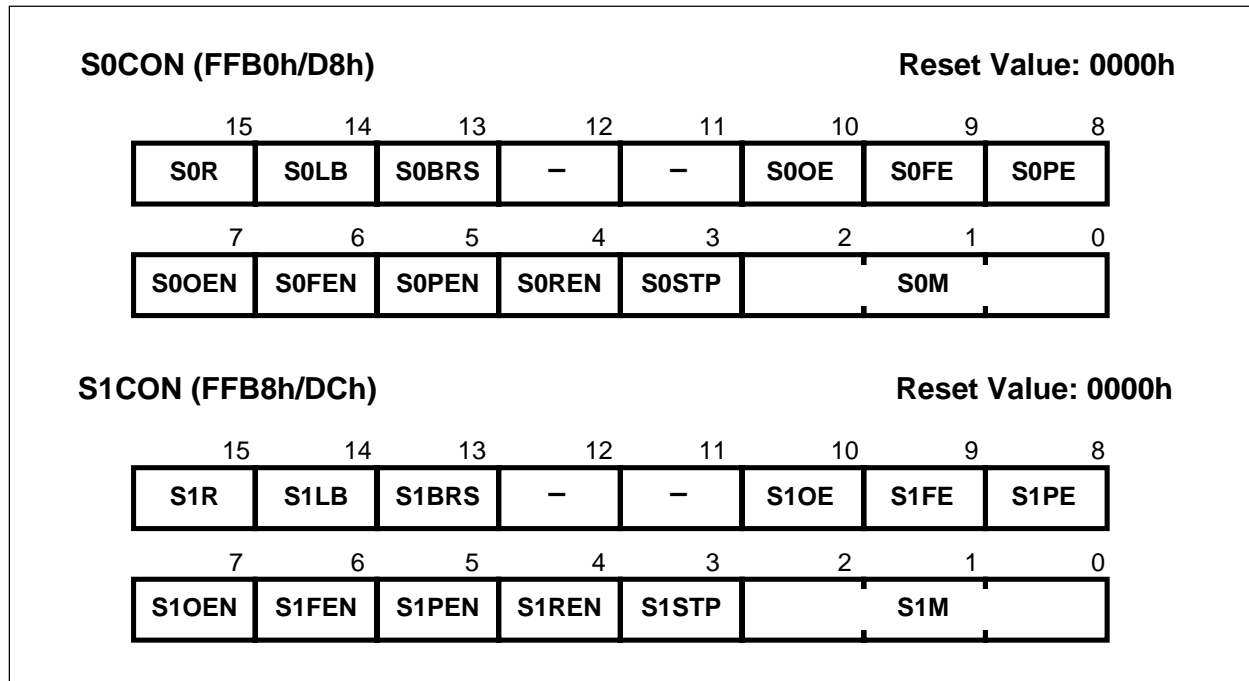 S0CON (FFB0h/D8h) Reset Value: 0000h
15 14 13 12 11 10 9 8
S0R S0LB S0BRS – – S0OE S0FE S0PE
7 6 5 4 3 2 1 0
S0OEN S0FEN S0PEN S0REN S0STP S0M
S1CON (FFB8h/DCh) Reset Value: 0000h
15 14 13 12 11 10 9 8
S1R S1LB S1BRS – – S1OE S1FE S1PE
7 6 5 4 3 2 1 0
S1OEN S1FEN S1PEN S1REN S1STP S1M